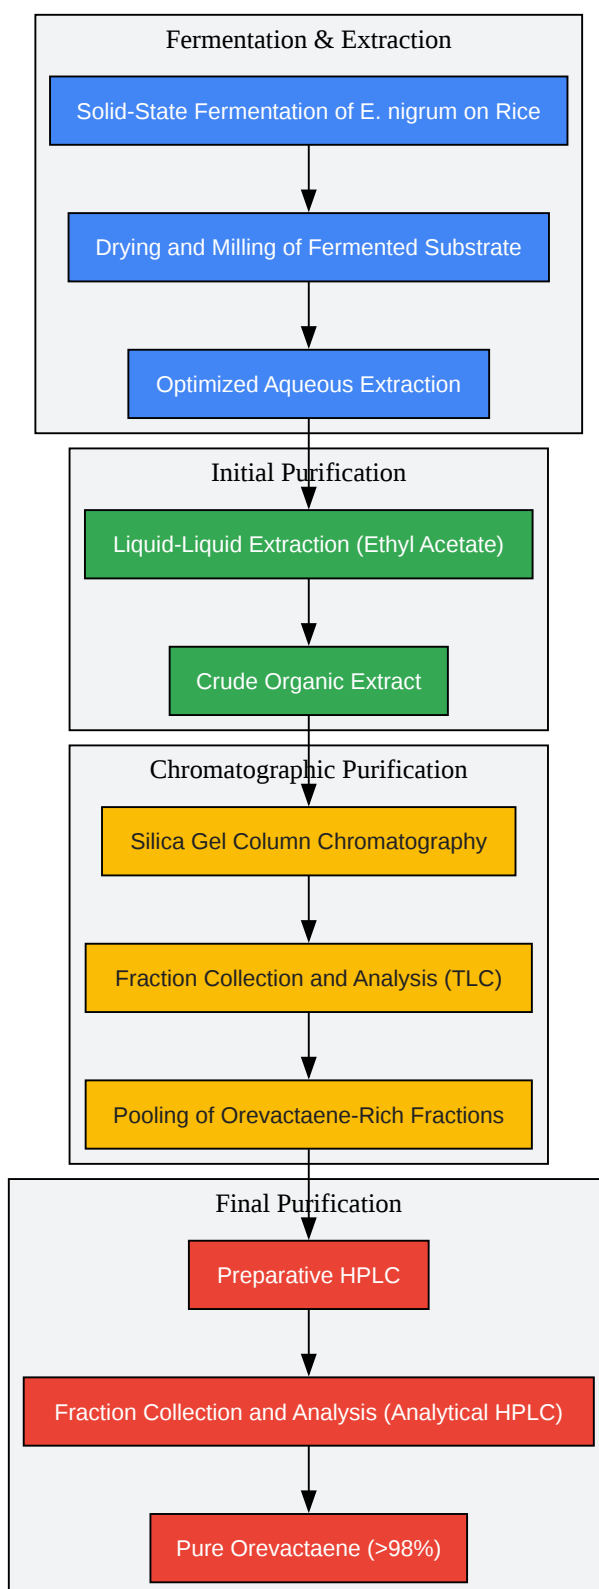 Fermentation & Extraction
Solid-State Fermentation of E. nigrum on Rice
Drying and Milling of Fermented Substrate
Optimized Aqueous Extraction
Initial Purification
Liquid-Liquid Extraction (Ethyl Acetate)
Crude Organic Extract
Chromatographic Purification
Silica Gel Column Chromatography
Fraction Collection and Analysis (TLC)
Pooling of Orevactaene-Rich Fractions
Final Purification
Preparative HPLC
Fraction Collection and Analysis (Analytical HPLC)
Pure Orevactaene (>98%)